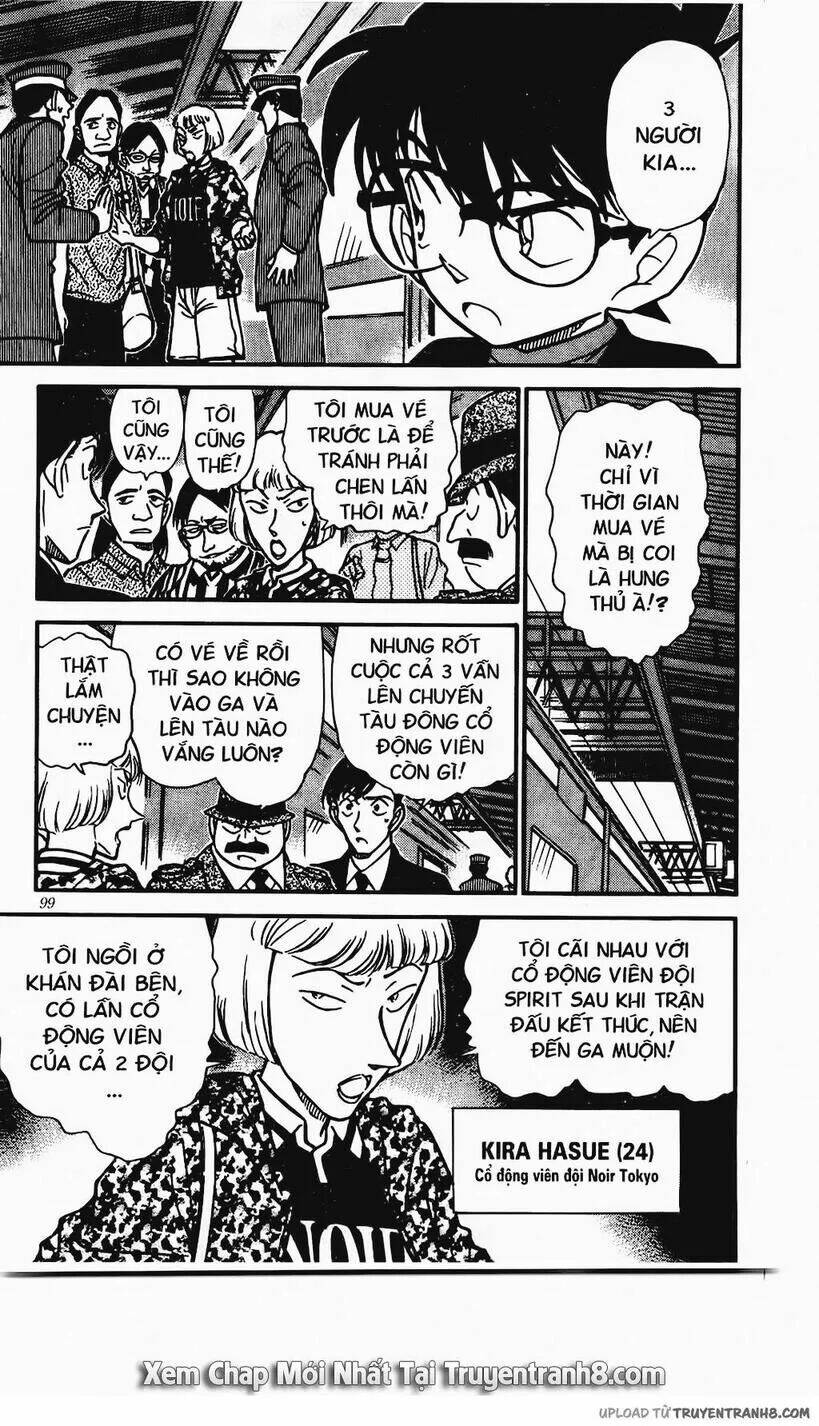 3
NGƯỜI
KIA...
NOIF
NÀY!
CHỈ VÌ
THỜI GIAN
MUA VÉ
MÀ BỊ COI
LÀ HUNG
THỦ À!?
TÔI MUA VÉ
TRƯỚC LÀ ĐỂ
TRÁNH PHẢI
CHEN LẤN
THÔI MÀ!
TÔI
CŨNG
THẾ!
TÔI
CŨNG
VẬY...
NHƯNG RỐT
CUỘC CẢ 3 VẪN
LÊN CHUYẾN
TÀU ĐÔNG CỔ
ĐỘNG VIÊN
CÒN GÌ!
CÓ VÉ VỀ RỒI
THÌ SAO KHÔNG
VÀO GA VÀ
LÊN TÀU NÀO
VẮNG LUÔN?
THẬT
LẮM
CHUYỆN
...
99
TÔI CÃI NHAU VỚI
CỔ ĐỘNG VIÊN ĐỘI
SPIRIT SAU KHI TRẬN
ĐẤU KẾT THÚC, NÊN
ĐẾN GA MUỘN!
TÔI NGỒI Ở
KHÁN ĐÀI BÊN,
CÓ LẪN CỔ
ĐỘNG VIÊN
CỦA CẢ 2 ĐỘI
...
KIRA HASUE (24)
Cổ động viên đội Noir Tokyo
NOIF
Xem Chap Mới Nhất Tại Truyentranh8.com
UPLOAD TỪ TRUYENTRANH8.COM